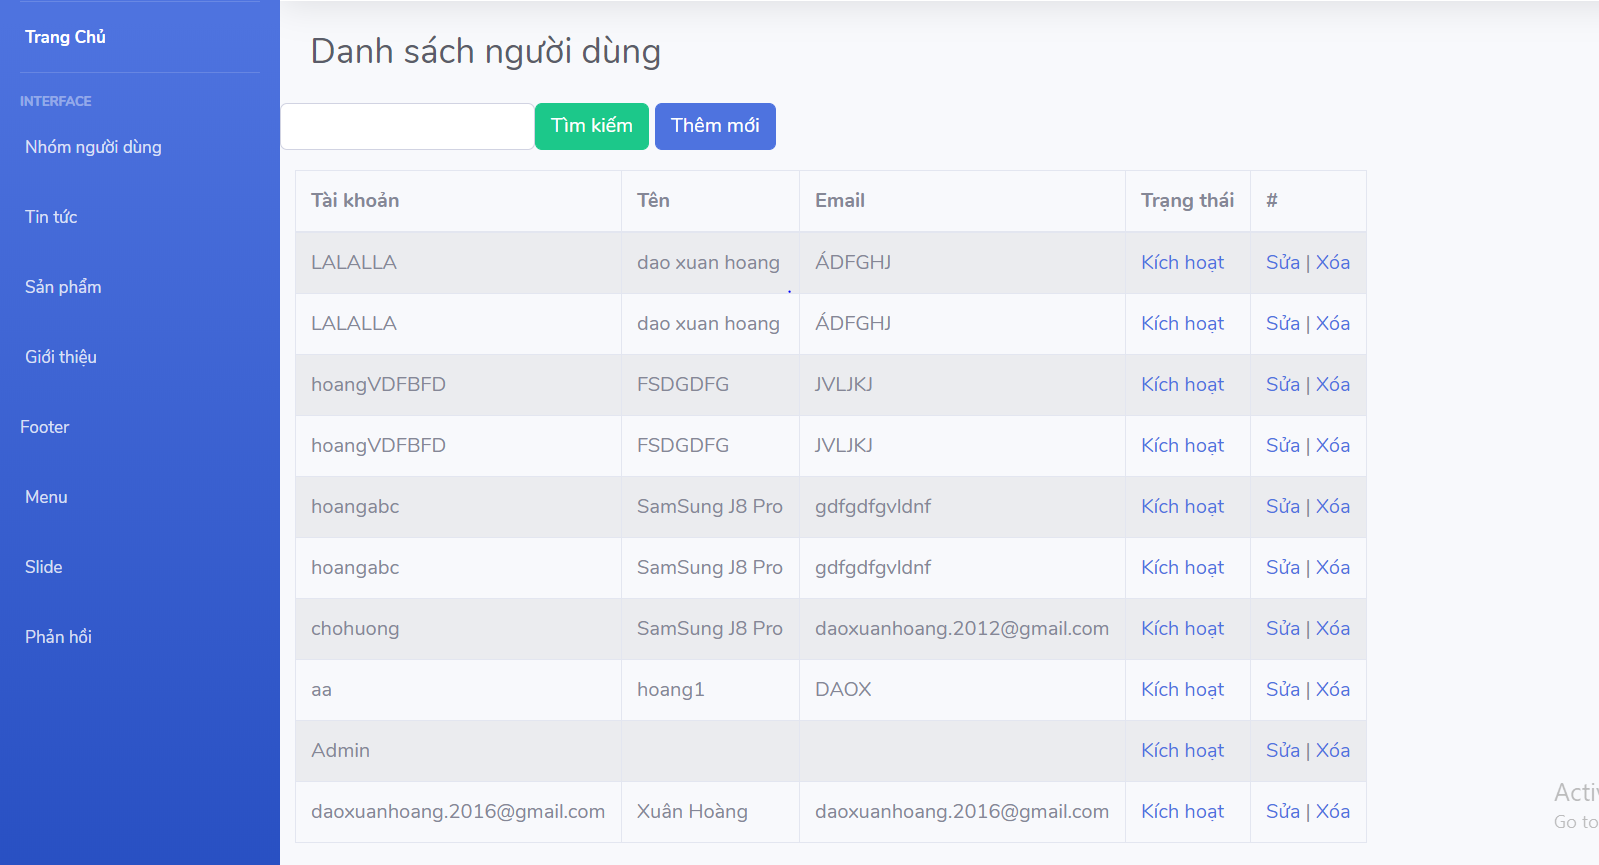 Trang Chủ
INTERFACE
Nhóm người dùng
Tin tức
Sản phẩm
Giới thiệu
Footer
Menu
Slide
Phản hồi
Danh sách người dùng
Tìm kiếm Thêm mới
Tài khoản Tên Email Trạng thái #
LALALLA dao xuan hoang ÁDFGHJ Kích hoạt Sửa | Xóa
LALALLA dao xuan hoang ÁDFGHJ Kích hoạt Sửa | Xóa
hoangVDFBFD FSDGDFG JVLJKJ Kích hoạt Sửa | Xóa
hoangVDFBFD FSDGDFG JVLJKJ Kích hoạt Sửa | Xóa
hoangabc SamSung J8 Pro gdfgdfgvldnf Kích hoạt Sửa | Xóa
hoangabc SamSung J8 Pro gdfgdfgvldnf Kích hoạt Sửa | Xóa
chohuong SamSung J8 Pro daoxuanhoang.2012@gmail.com Kích hoạt Sửa | Xóa
aa hoang1 DAOX Kích hoạt Sửa | Xóa
Admin Kích hoạt Sửa | Xóa
daoxuanhoang.2016@gmail.com Xuân Hoàng daoxuanhoang.2016@gmail.com Kích hoạt Sửa | Xóa
Go to